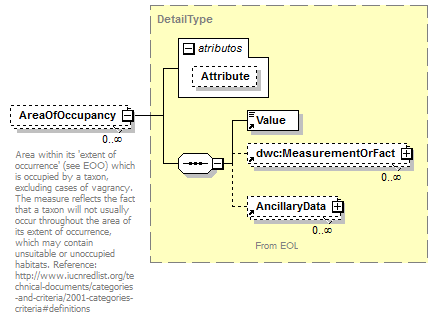 DetailType
atributos
Attribute
AreaOfOccupancy
0..∞
Area within its 'extent of
occurrence' (see EOO) which
is occupied by a taxon,
excluding cases of vagrancy.
The measure reflects the fact
that a taxon will not usually
occur throughout the area of
its extent of occurrence,
which may contain
unsuitable or unoccupied
habitats. Reference:
http://www.iucnredlist.org/te
chnical-documents/categories
-and-criteria/2001-categories-
criteria#definitions
Value
dwc:MeasurementOrFact
0..∞
AncillaryData
0..∞
From EOL